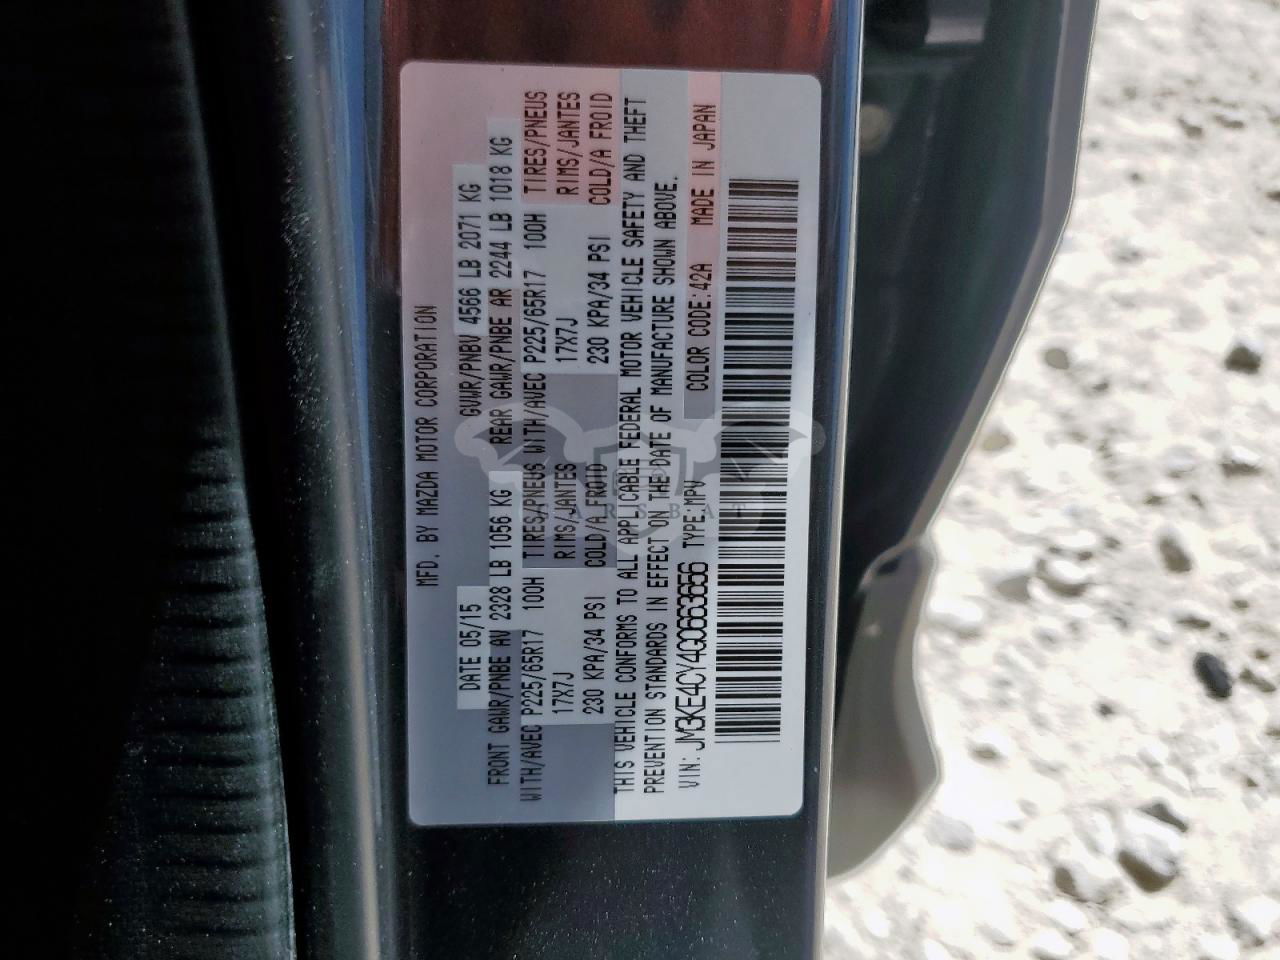 MFD. BY MAZDA MOTOR CORPORATION
DATE 05/15 GVWR/PNBV 4566 LB 2071 KG
FRONT GAWR/PNBE AV 2328 LB 1056 KG REAR GAWR/PNBE AR 2244 LB 1018 KG
WITH/AVEC P225/65R17 100H TIRES/PNEUS WITH/AVEC P225/65R17 100H TIRES/PNEUS
17X7J RIMS/JANTES 17X7J RIMS/JANTES
230 KPA/34 PSI COLD/A FROID 230 KPA/34 PSI COLD/A FROID
THIS VEHICLE CONFORMS TO ALL APPLICABLE FEDERAL MOTOR VEHICLE SAFETY AND THEFT
PREVENTION STANDARDS IN EFFECT ON THE DATE OF MANUFACTURE SHOWN ABOVE.
VIN: JM3KE4CY4G0663656 TYPE:MPV COLOR CODE:42A MADE IN JAPAN
CARSBAT